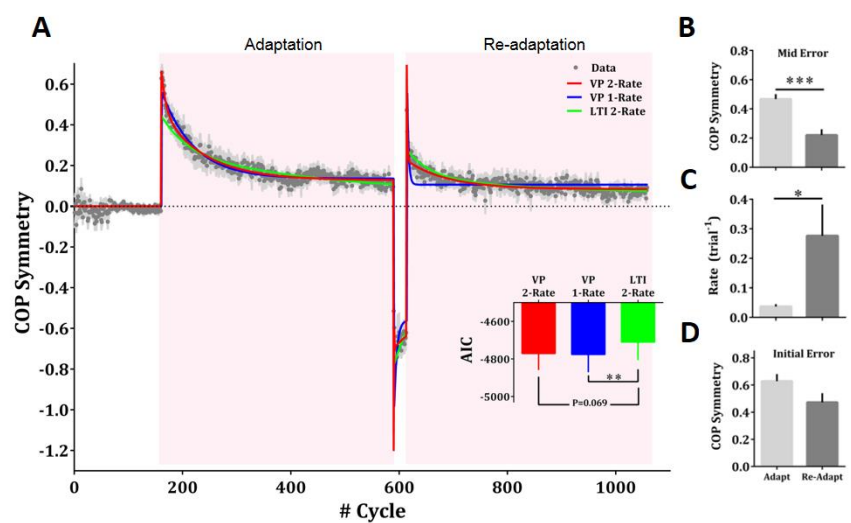 A
Adaptation
Re-adaptation
Data
VP 2-Rate
VP 1-Rate
LTI 2-Rate
COP Symmetry
0.6
0.4
0.2
0.0
-0.2
-0.4
-0.6
-0.8
-1.0
-1.2
0
200
400
600
800
1000
# Cycle
VP
2-Rate
VP
1-Rate
LTI
2-Rate
AIC
-4600
-4800
-5000
**
P=0.069
B
Mid Error
COP Symmetry
0.8
0.6
0.4
0.2
0.0
***
C
Rate (trial-1)
0.4
0.3
0.2
0.1
0.0
*
D
Initial Error
COP Symmetry
0.8
0.6
0.4
0.2
0.0
Adapt
Re-Adapt